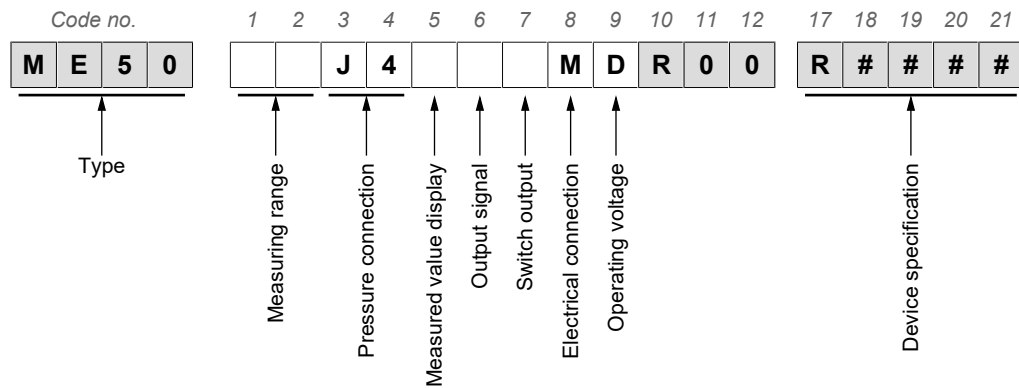 Code no. 1 2 3 4 5 6 7 8 9 10 11 12 17 18 19 20 21
M E 5 0 J 4 M D R 0 0 R # # # #
Type
Measuring range
Pressure connection
Measured value display
Output signal
Switch output
Electrical connection
Operating voltage
Device specification